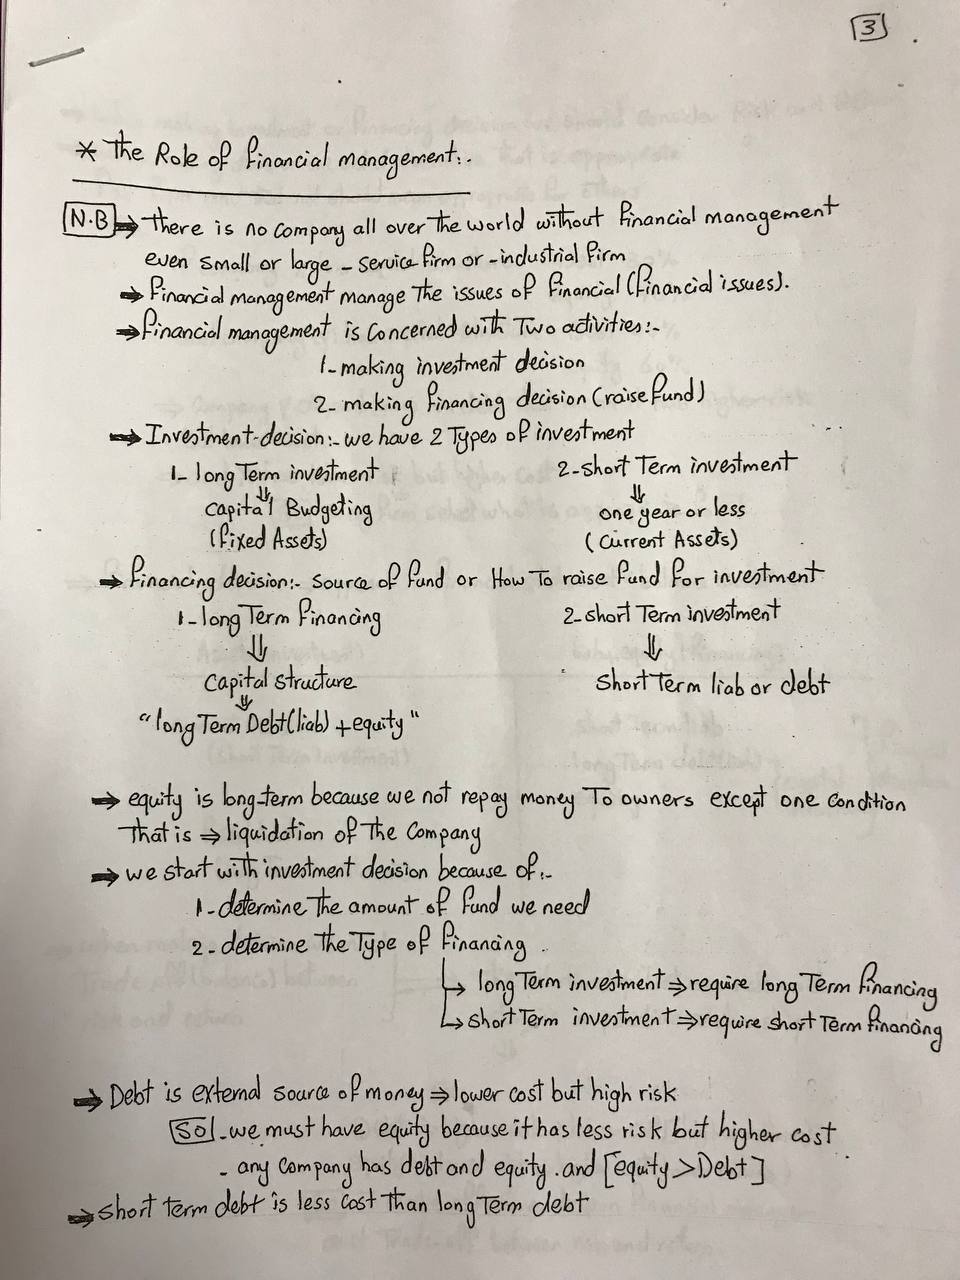 3
* The Role of financial management:.
N.B → there is no company all over the world without financial management
even small or large - service firm or - industrial firm
→ financial management manage the issues of financial (financial issues).
→ financial management is concerned with Two activities:-
1- making investment decision
2- making financing decision (raise fund)
→ Investment-decision:- we have 2 Types of investment
1- long Term investment 2- short Term investment
⇓ ⇓
Capital Budgeting one year or less
(fixed Assets) (current Assets)
→ financing decision:- source of fund or How To raise fund for investment
1- long Term financing 2- short Term investment
⇓ ⇓
Capital structure short Term liab or debt
⇓
"long Term Debt(liab) + equity"
→ equity is long-term because we not repay money To owners except one condition
That is ⇒ liquidation of The company
→ we start with investment decision because of:-
1- determine The amount of fund we need
2- determine The Type of financing.
↳ long Term investment ⇒ require long Term financing
↳ short Term investment ⇒ require short Term financing
→ Debt is external source of money ⇒ lower cost but high risk
So - we must have equity because it has less risk but higher cost.
- any company has debt and equity. and [equity > Debt]
→ short term debt is less cost Than long Term debt